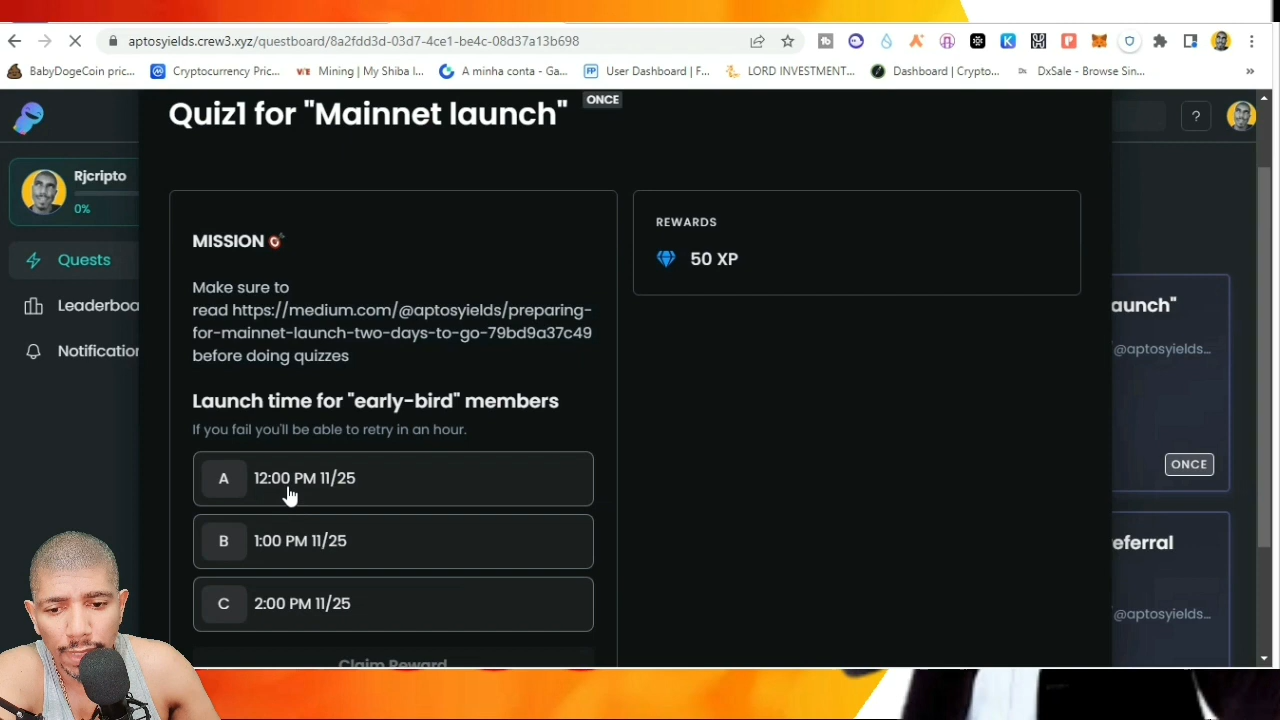 aptosyields.crew3.xyz/questboard/8a2fdd3d-03d7-4ce1-be4c-08d37a13b698
BabyDogeCoin pric... Cryptocurrency Pric... Mining | My Shiba I... A minha conta - Ga... User Dashboard | F... LORD INVESTMENT... Dashboard | Crypto... DxSale - Browse Sin... »
Quiz1 for "Mainnet launch" ONCE
?
Rjcripto
0%
Quests
Leaderboa
Notification
MISSION
Make sure to
read https://medium.com/@aptosyields/preparing-
for-mainnet-launch-two-days-to-go-79bd9a37c49
before doing quizzes
Launch time for "early-bird" members
If you fail you'll be able to retry in an hour.
A 12:00 PM 11/25
B 1:00 PM 11/25
C 2:00 PM 11/25
Claim Reward
REWARDS
50 XP
aunch"
@aptosyields...
ONCE
eferral
@aptosyields...